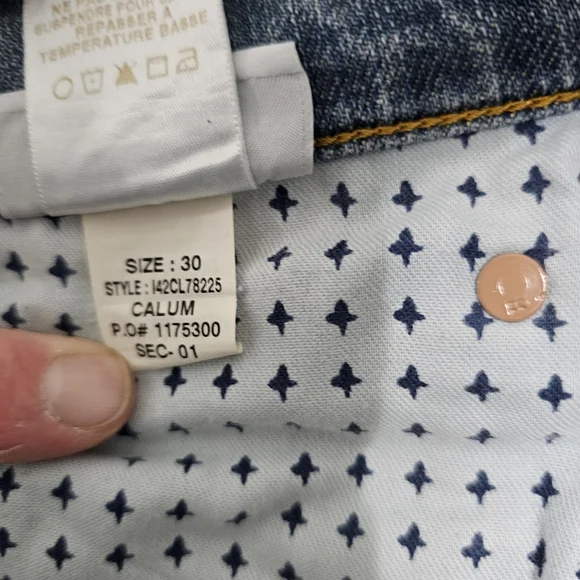 SUSPENDRE POUR
REPASSER À
TEMPERATURE BASSE
SIZE : 30
STYLE : I42CL78225
CALUM
P.O# 1175300
SEC- 01